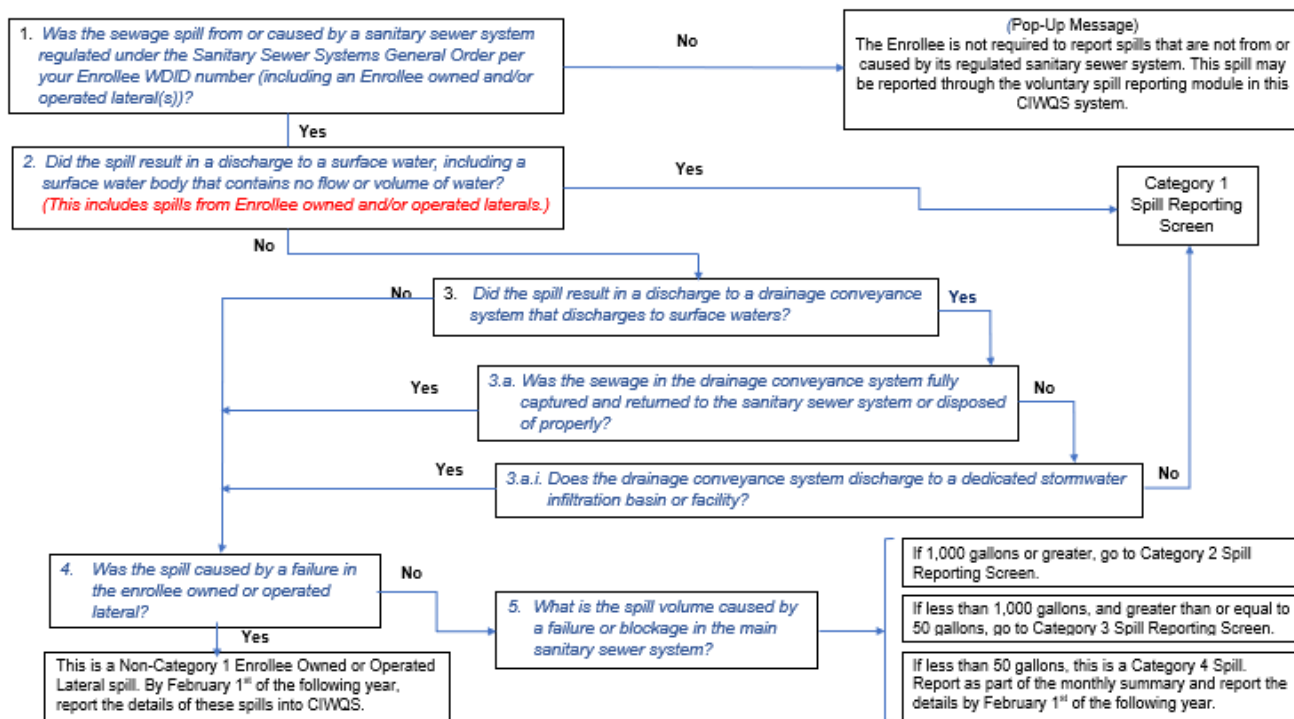 1. Was the sewage spill from or caused by a sanitary sewer system
regulated under the Sanitary Sewer Systems General Order per
your Enrollee WDID number (including an Enrollee owned and/or
operated lateral(s))?
No
(Pop-Up Message)
The Enrollee is not required to report spills that are not from or
caused by its regulated sanitary sewer system. This spill may
be reported through the voluntary spill reporting module in this
CIWQS system.
Yes
2. Did the spill result in a discharge to a surface water, including a
surface water body that contains no flow or volume of water?
(This includes spills from Enrollee owned and/or operated laterals.)
Yes
Category 1
Spill Reporting
Screen
No
3. Did the spill result in a discharge to a drainage conveyance
system that discharges to surface waters?
No
Yes
3.a. Was the sewage in the drainage conveyance system fully
captured and returned to the sanitary sewer system or disposed
of properly?
Yes
No
3.a.i. Does the drainage conveyance system discharge to a dedicated stormwater
infiltration basin or facility?
Yes
No
4. Was the spill caused by a failure in
the enrollee owned or operated
lateral?
No
Yes
This is a Non-Category 1 Enrollee Owned or Operated
Lateral spill. By February 1st of the following year,
report the details of these spills into CIWQS.
5. What is the spill volume caused by
a failure or blockage in the main
sanitary sewer system?
If 1,000 gallons or greater, go to Category 2 Spill
Reporting Screen.
If less than 1,000 gallons, and greater than or equal to
50 gallons, go to Category 3 Spill Reporting Screen.
If less than 50 gallons, this is a Category 4 Spill.
Report as part of the monthly summary and report the
details by February 1st of the following year.